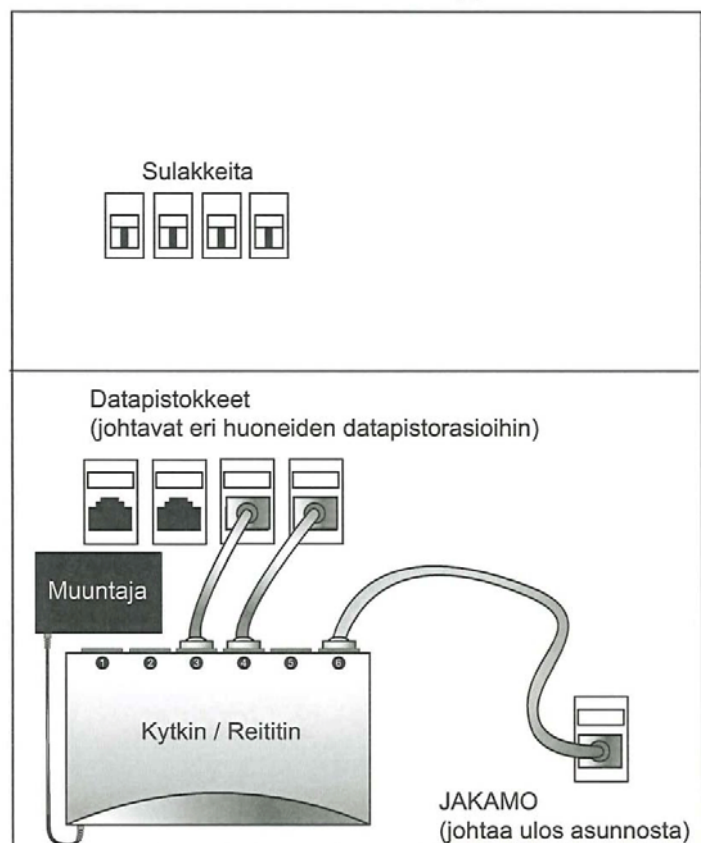 Sulakkeita
Datapistokkeet
(johtavat eri huoneiden datapistorasioihin)
Muuntaja
1 2 3 4 5 6
Kytkin / Reititin
JAKAMO
(johtaa ulos asunnosta)